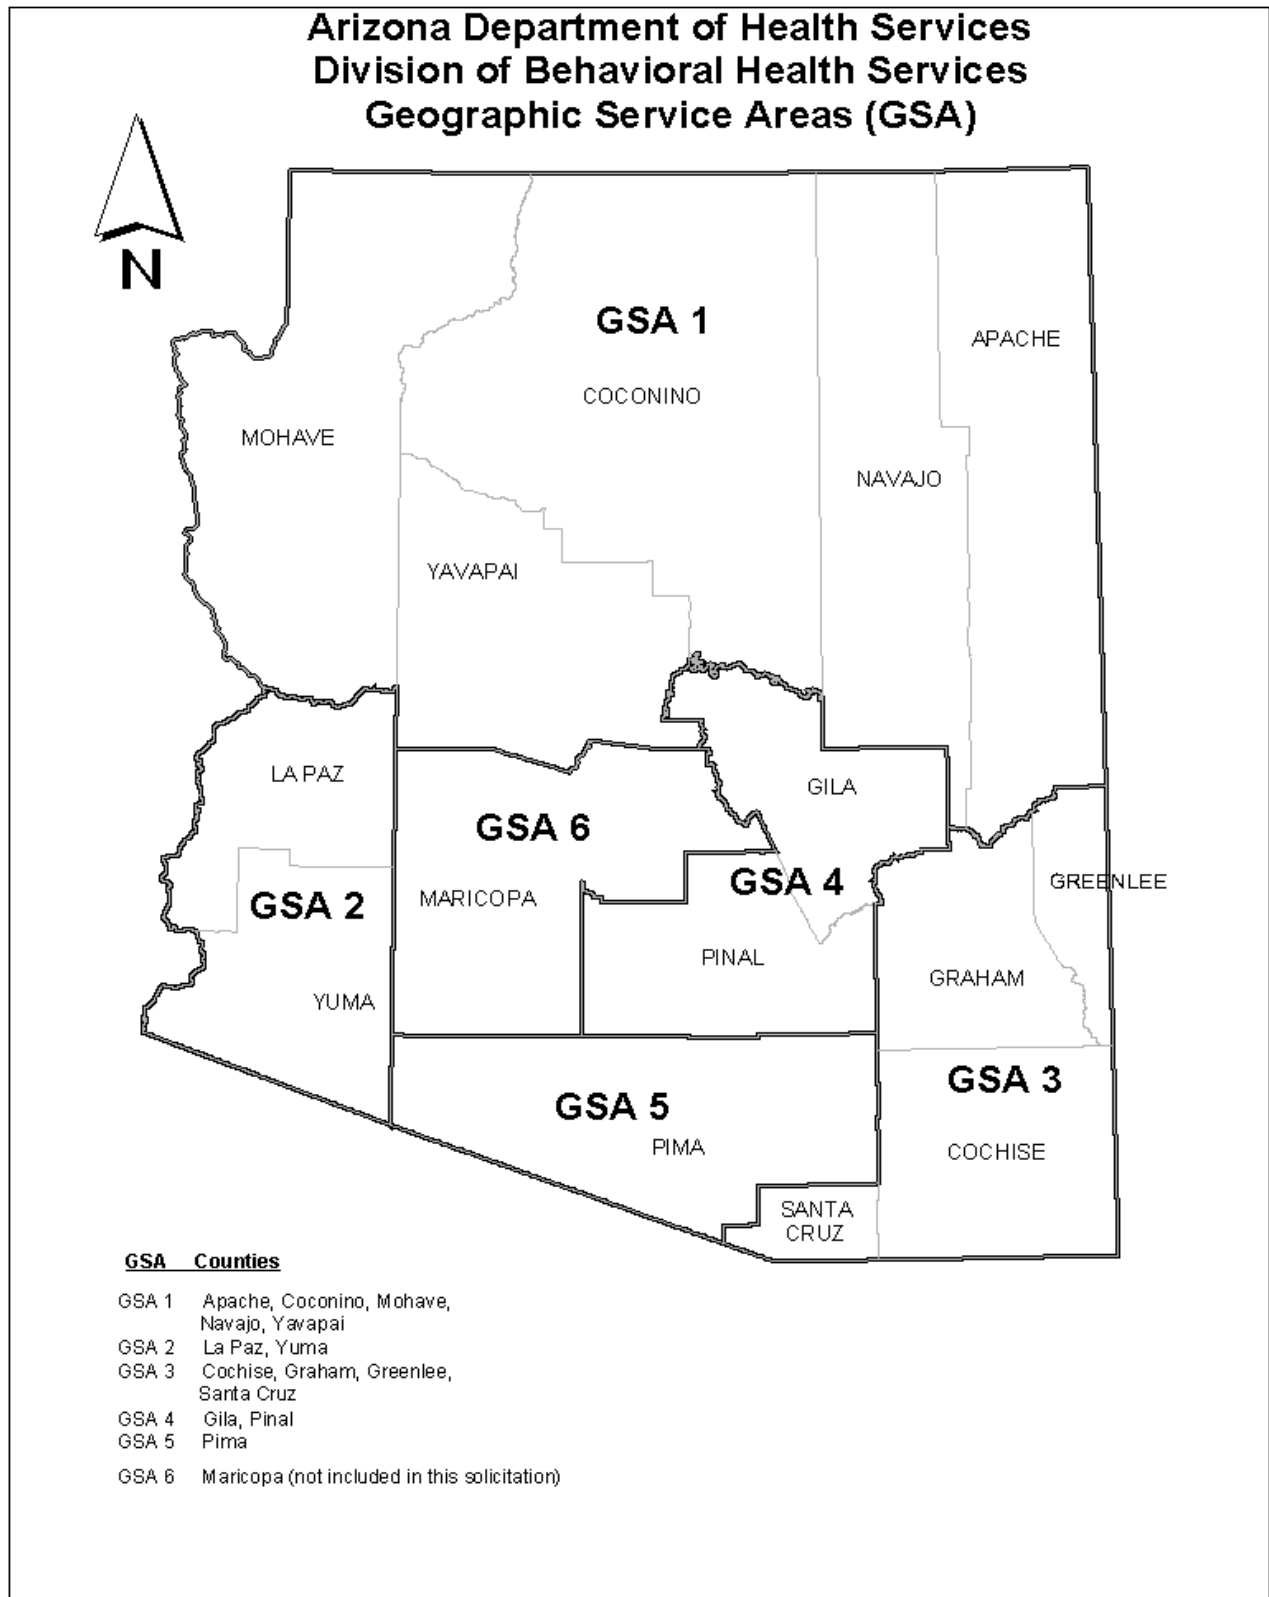 Arizona Department of Health Services
Division of Behavioral Health Services
Geographic Service Areas (GSA)
N
GSA 1
APACHE
COCONINO
MOHAVE
NAVAJO
YAVAPAI
LA PAZ
GILA
GSA 6
GSA 4
GREENLEE
MARICOPA
GSA 2
PINAL
GRAHAM
YUMA
GSA 3
GSA 5
PIMA
COCHISE
SANTA
CRUZ
GSA Counties
GSA 1 Apache, Coconino, Mohave,
Navajo, Yavapai
GSA 2 La Paz, Yuma
GSA 3 Cochise, Graham, Greenlee,
Santa Cruz
GSA 4 Gila, Pinal
GSA 5 Pima
GSA 6 Maricopa (not included in this solicitation)